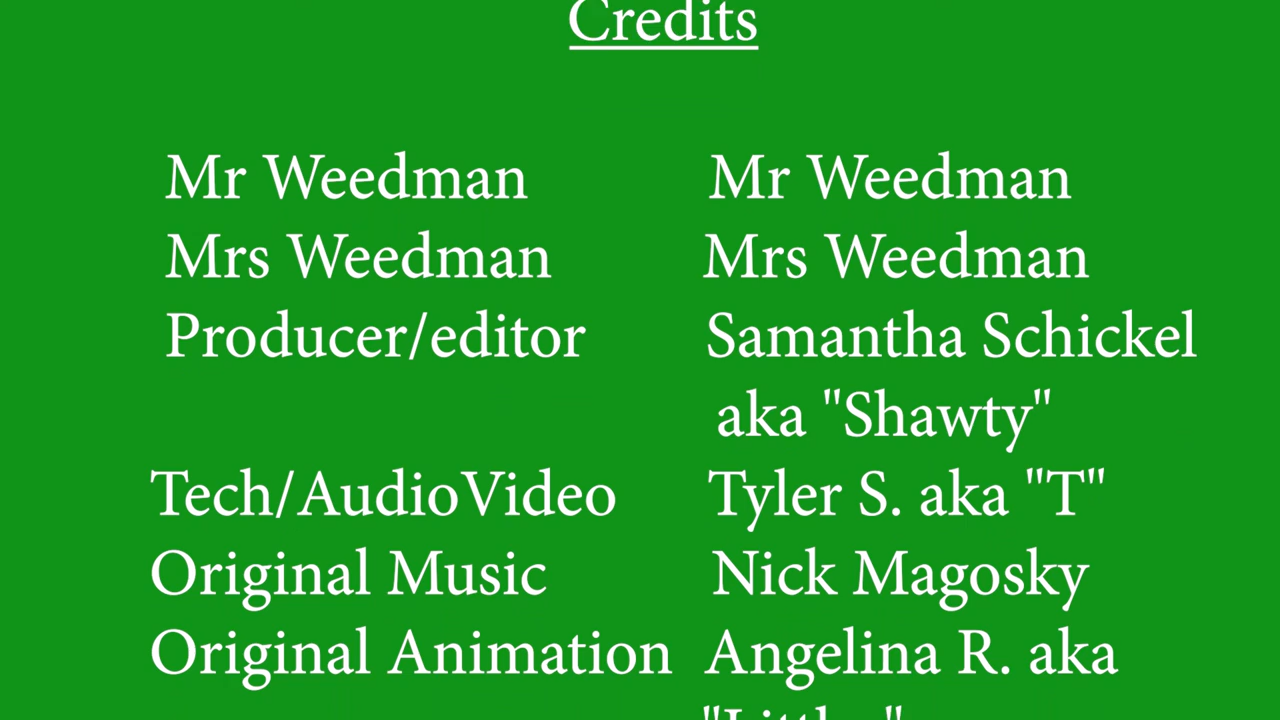 Credits
Mr Weedman Mr Weedman
Mrs Weedman Mrs Weedman
Producer/editor Samantha Schickel
aka "Shawty"
Tech/AudioVideo Tyler S. aka "T"
Original Music Nick Magosky
Original Animation Angelina R. aka